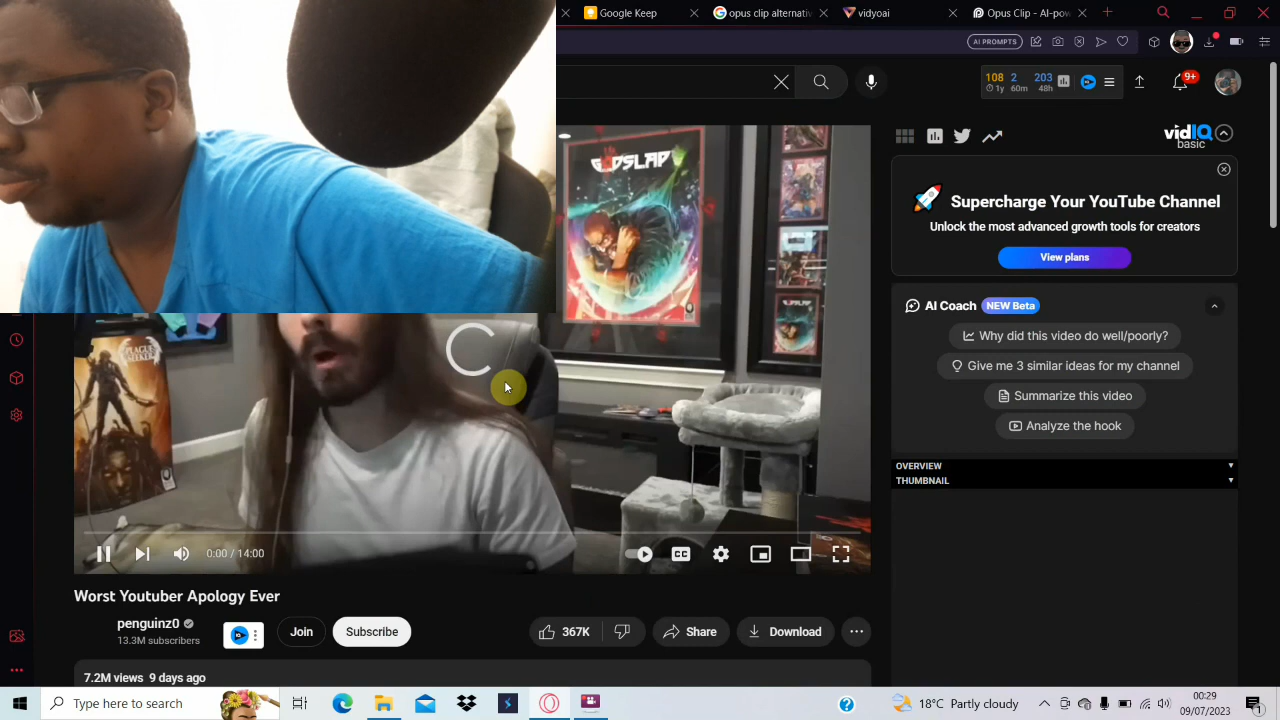 Google Keep
opus clip alternativ
vidyoai
Opus Clip - AI-pow
AI PROMPTS
108 2 203
1y 60m 48h
9+
GODSLAP
vidIQ
basic
Supercharge Your YouTube Channel
Unlock the most advanced growth tools for creators
View plans
AI Coach NEW Beta
Why did this video do well/poorly?
Give me 3 similar ideas for my channel
Summarize this video
Analyze the hook
OVERVIEW
THUMBNAIL
PLAGUE
SEEKER
0:00 / 14:00
CC
Worst Youtuber Apology Ever
penguinz0
13.3M subscribers
Join
Subscribe
367K
Share
Download
7.2M views 9 days ago
Type here to search
18°C Partly cloudy
00:29
09/07/2023
1